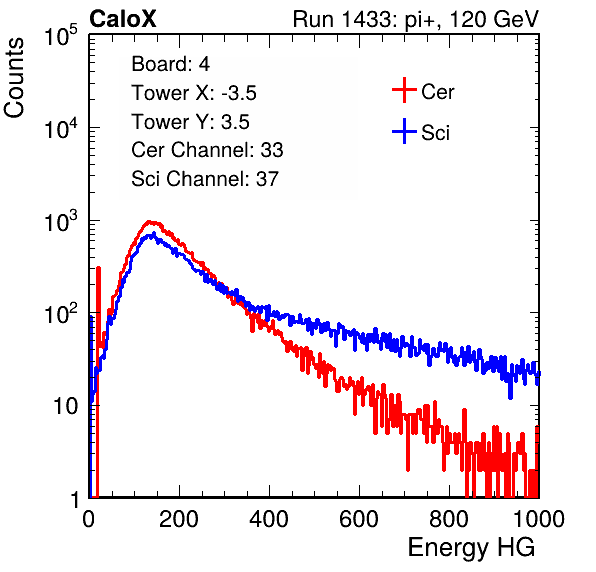 CaloX Run 1433: pi+, 120 GeV
Counts
10^5
10^4
10^3
10^2
10
1
Board: 4
Tower X: -3.5
Tower Y: 3.5
Cer Channel: 33
Sci Channel: 37
Cer
Sci
0 200 400 600 800 1000
Energy HG